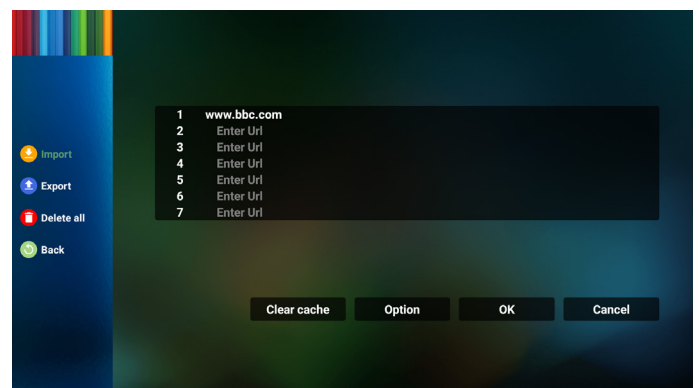 1 www.bbc.com
2 Enter Url
3 Enter Url
4 Enter Url
5 Enter Url
6 Enter Url
7 Enter Url
Import
Export
Delete all
Back
Clear cache Option OK Cancel